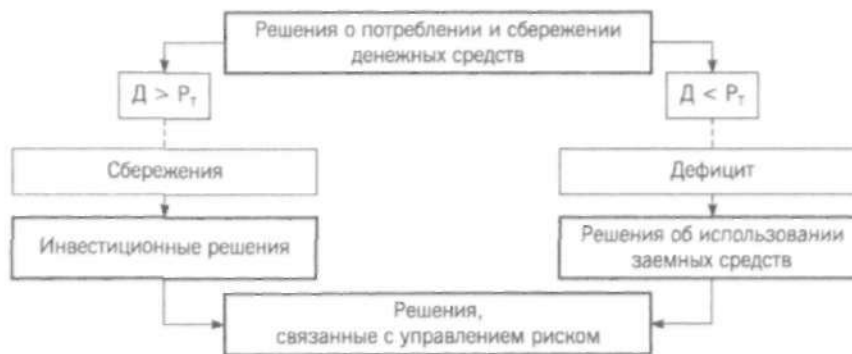 Решения о потреблении и сбережении
денежных средств
Д > Рт
Д < Рт
Сбережения
Дефицит
Инвестиционные решения
Решения об использовании
заемных средств
Решения,
связанные с управлением риском